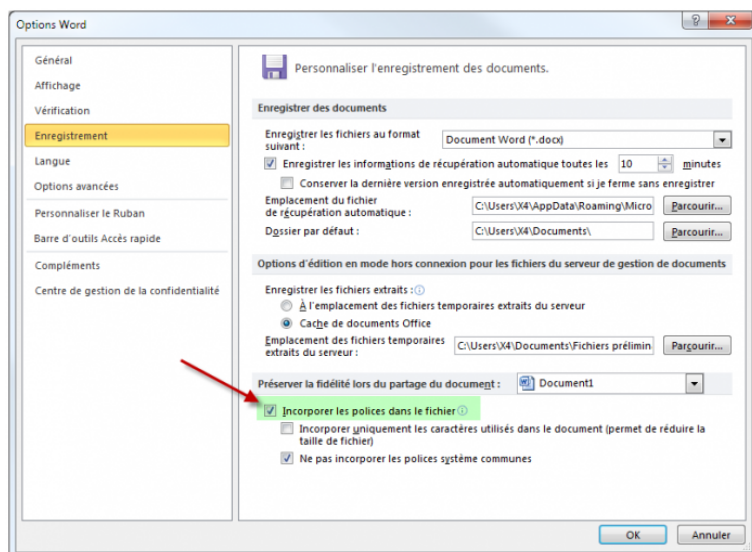 Options Word
Général
Affichage
Vérification
Enregistrement
Langue
Options avancées
Personnaliser le Ruban
Barre d'outils Accès rapide
Compléments
Centre de gestion de la confidentialité
Personnaliser l'enregistrement des documents.
Enregistrer des documents
Enregistrer les fichiers au format
suivant :
Document Word (*.docx)
Enregistrer les informations de récupération automatique toutes les 10 minutes
Conserver la dernière version enregistrée automatiquement si je ferme sans enregistrer
Emplacement du fichier
de récupération automatique :
C:\Users\X4\AppData\Roaming\Micro
Parcourir...
Dossier par défaut :
C:\Users\X4\Documents\
Parcourir...
Options d'édition en mode hors connexion pour les fichiers du serveur de gestion de documents
Enregistrer les fichiers extraits :
À l'emplacement des fichiers temporaires extraits du serveur
Cache de documents Office
Emplacement des fichiers temporaires
extraits du serveur :
C:\Users\X4\Documents\Fichiers prélimin
Parcourir...
Préserver la fidélité lors du partage du document :
Document1
Incorporer les polices dans le fichier
Incorporer uniquement les caractères utilisés dans le document (permet de réduire la
taille de fichier)
Ne pas incorporer les polices système communes
OK
Annuler